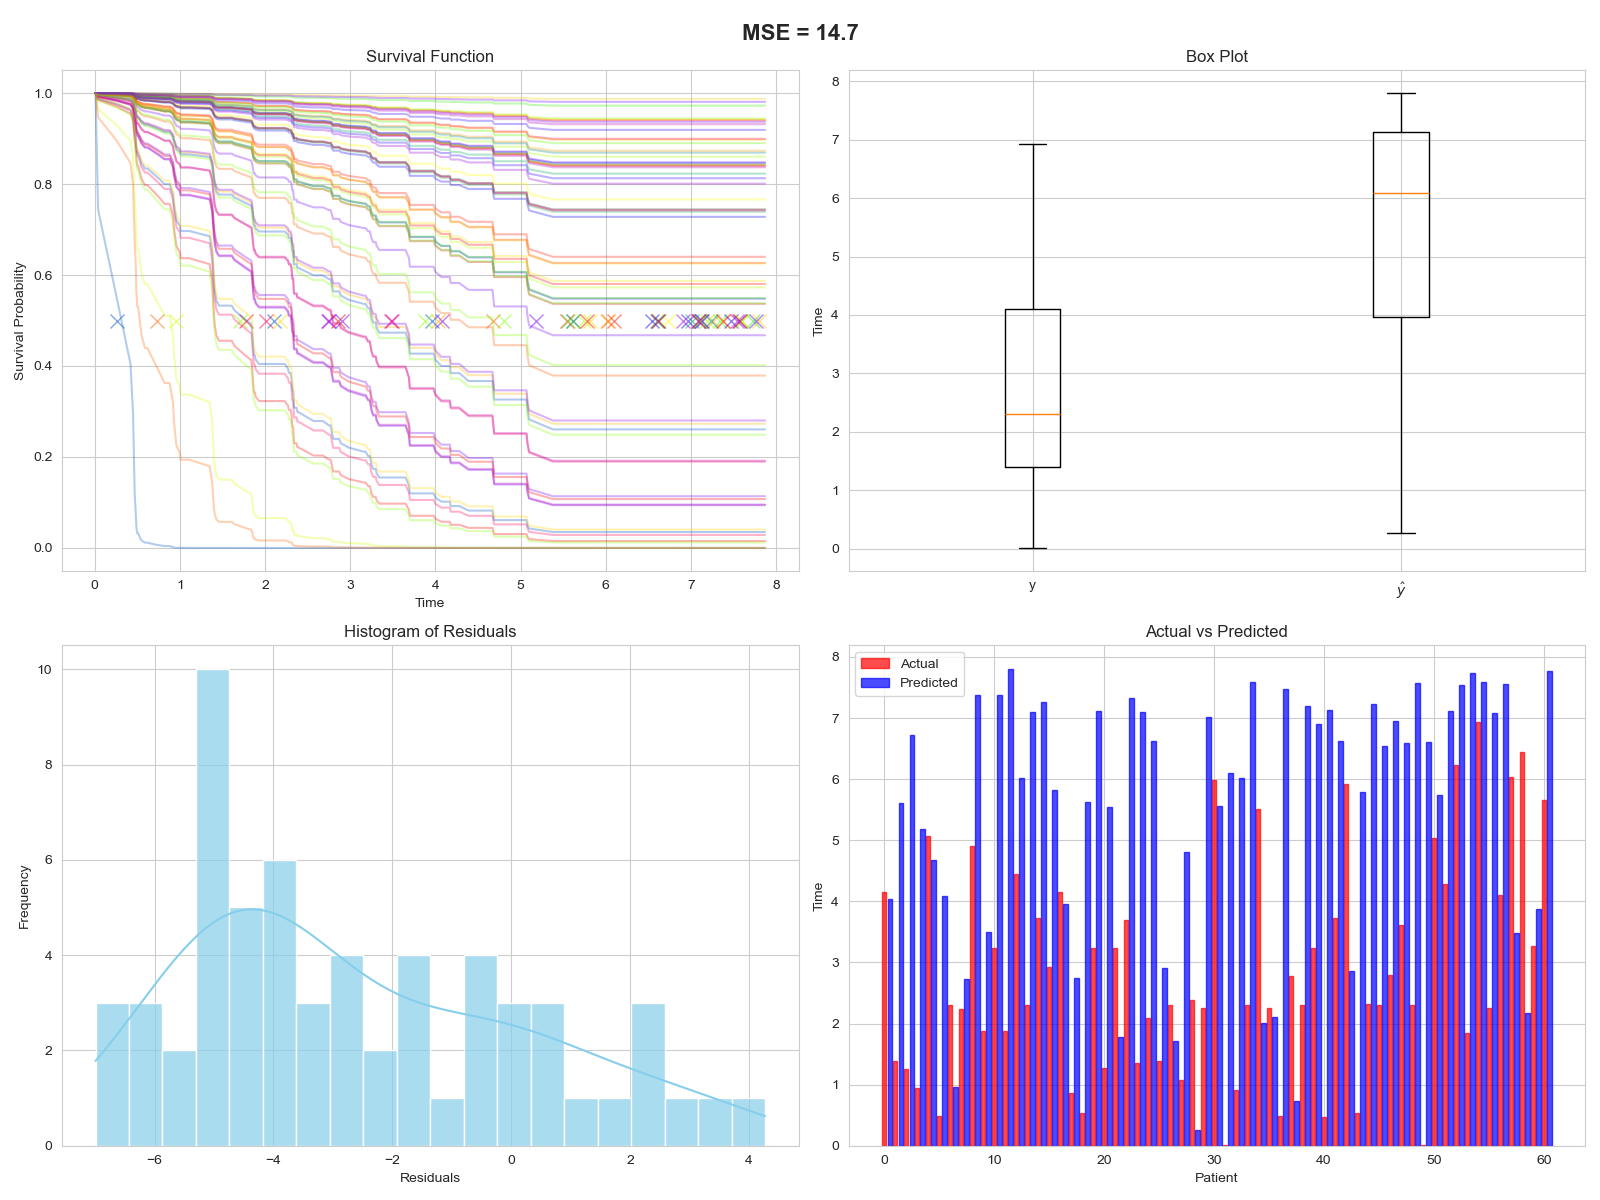 MSE = 14.7
Survival Function
1.0
0.8
0.6
0.4
0.2
0.0
Survival Probability
0 1 2 3 4 5 6 7 8
Time
Box Plot
8
7
6
5
4
3
2
1
0
Time
y
ŷ
Histogram of Residuals
10
8
6
4
2
0
Frequency
−6 −4 −2 0 2 4
Residuals
Actual vs Predicted
Actual
Predicted
8
7
6
5
4
3
2
1
0
Time
0 10 20 30 40 50 60
Patient